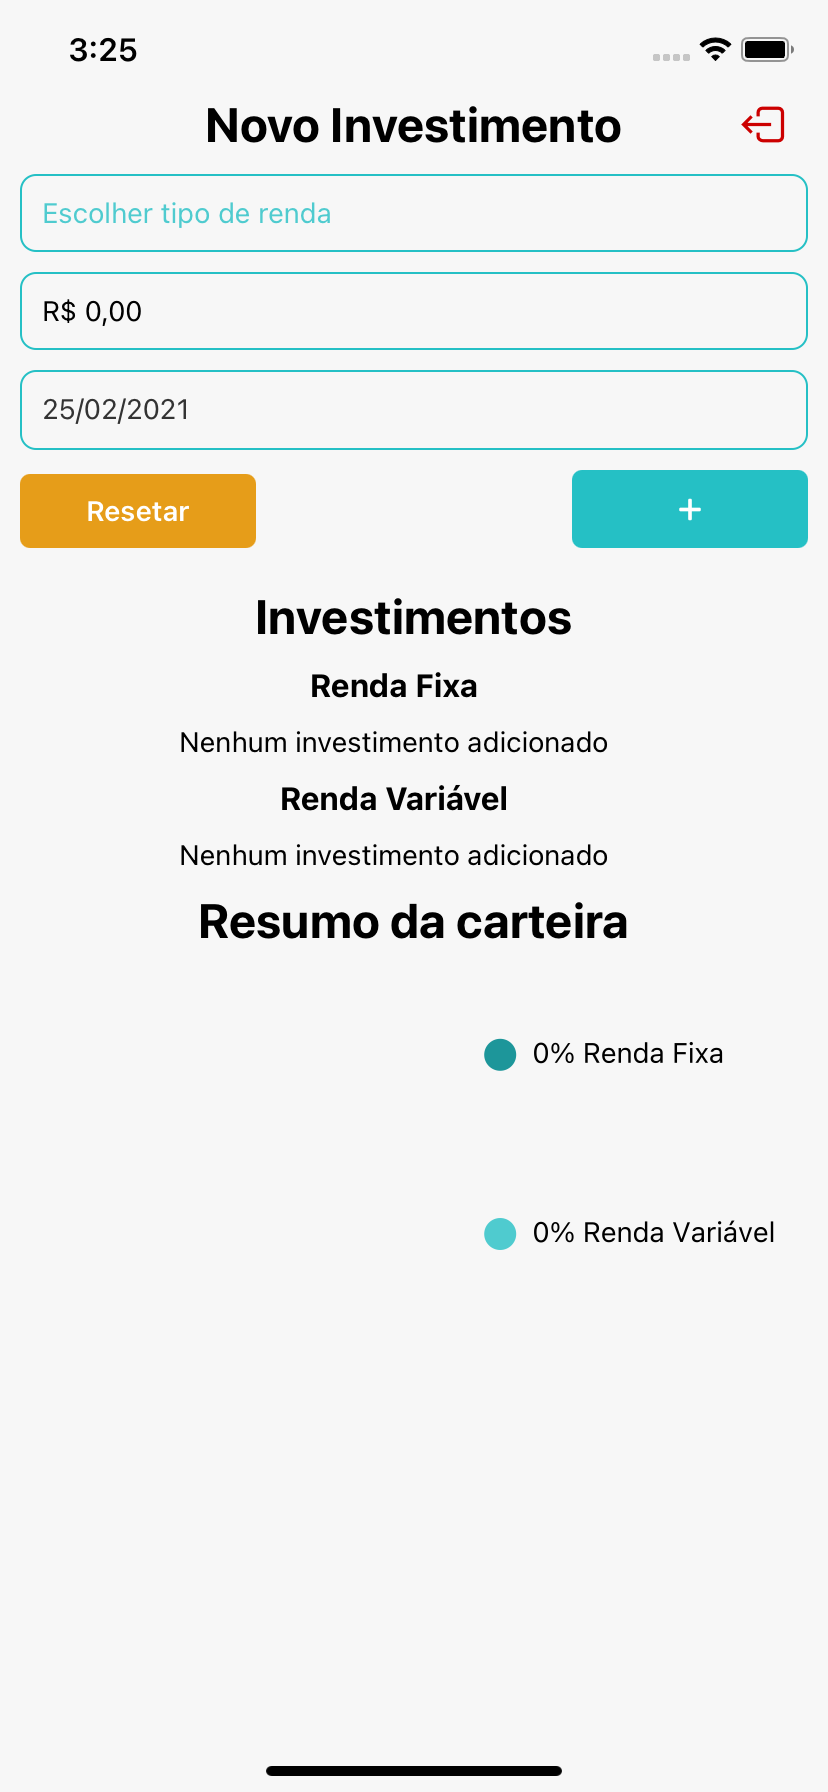 3:25
Novo Investimento
Escolher tipo de renda
R$ 0,00
25/02/2021
Resetar
+
Investimentos
Renda Fixa
Nenhum investimento adicionado
Renda Variável
Nenhum investimento adicionado
Resumo da carteira
0% Renda Fixa
0% Renda Variável